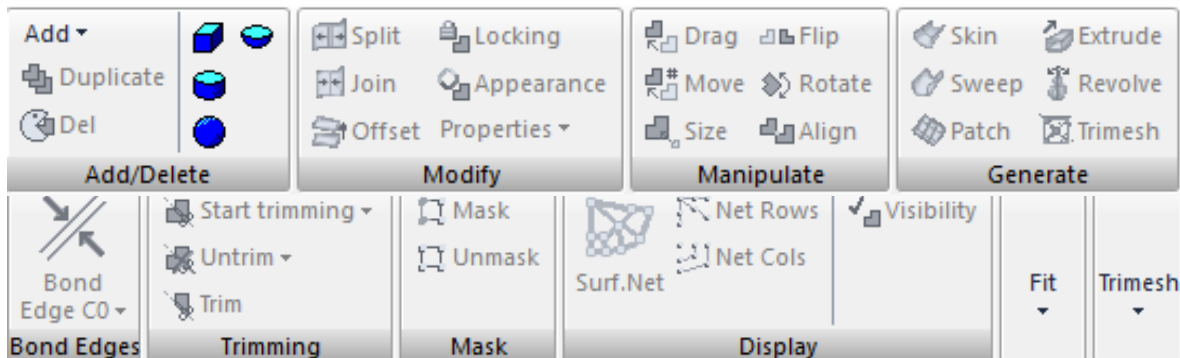 Add Split Locking Drag Flip Skin Extrude
Duplicate Join Appearance Move Rotate Sweep Revolve
Del Offset Properties Size Align Patch Trimesh
Add/Delete Modify Manipulate Generate
Start trimming Mask Net Rows Visibility
Untrim Unmask Net Cols
Bond Surf.Net Fit Trimesh
Edge C0 Trim
Bond Edges Trimming Mask Display